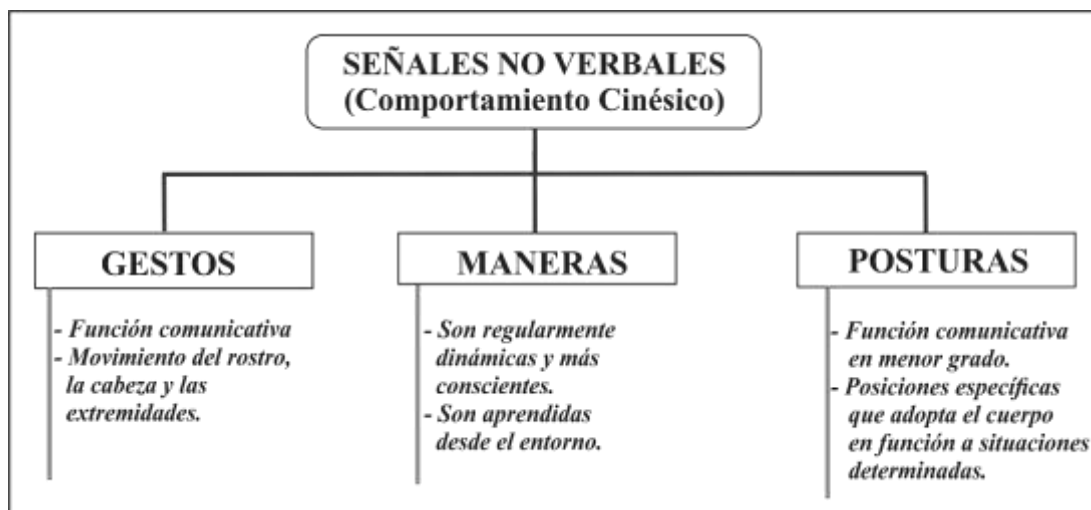 SEÑALES NO VERBALES
(Comportamiento Cinésico)
GESTOS
- Función comunicativa
- Movimiento del rostro,
la cabeza y las
extremidades.
MANERAS
- Son regularmente
dinámicas y más
conscientes.
- Son aprendidas
desde el entorno.
POSTURAS
- Función comunicativa
en menor grado.
- Posiciones específicas
que adopta el cuerpo
en función a situaciones
determinadas.